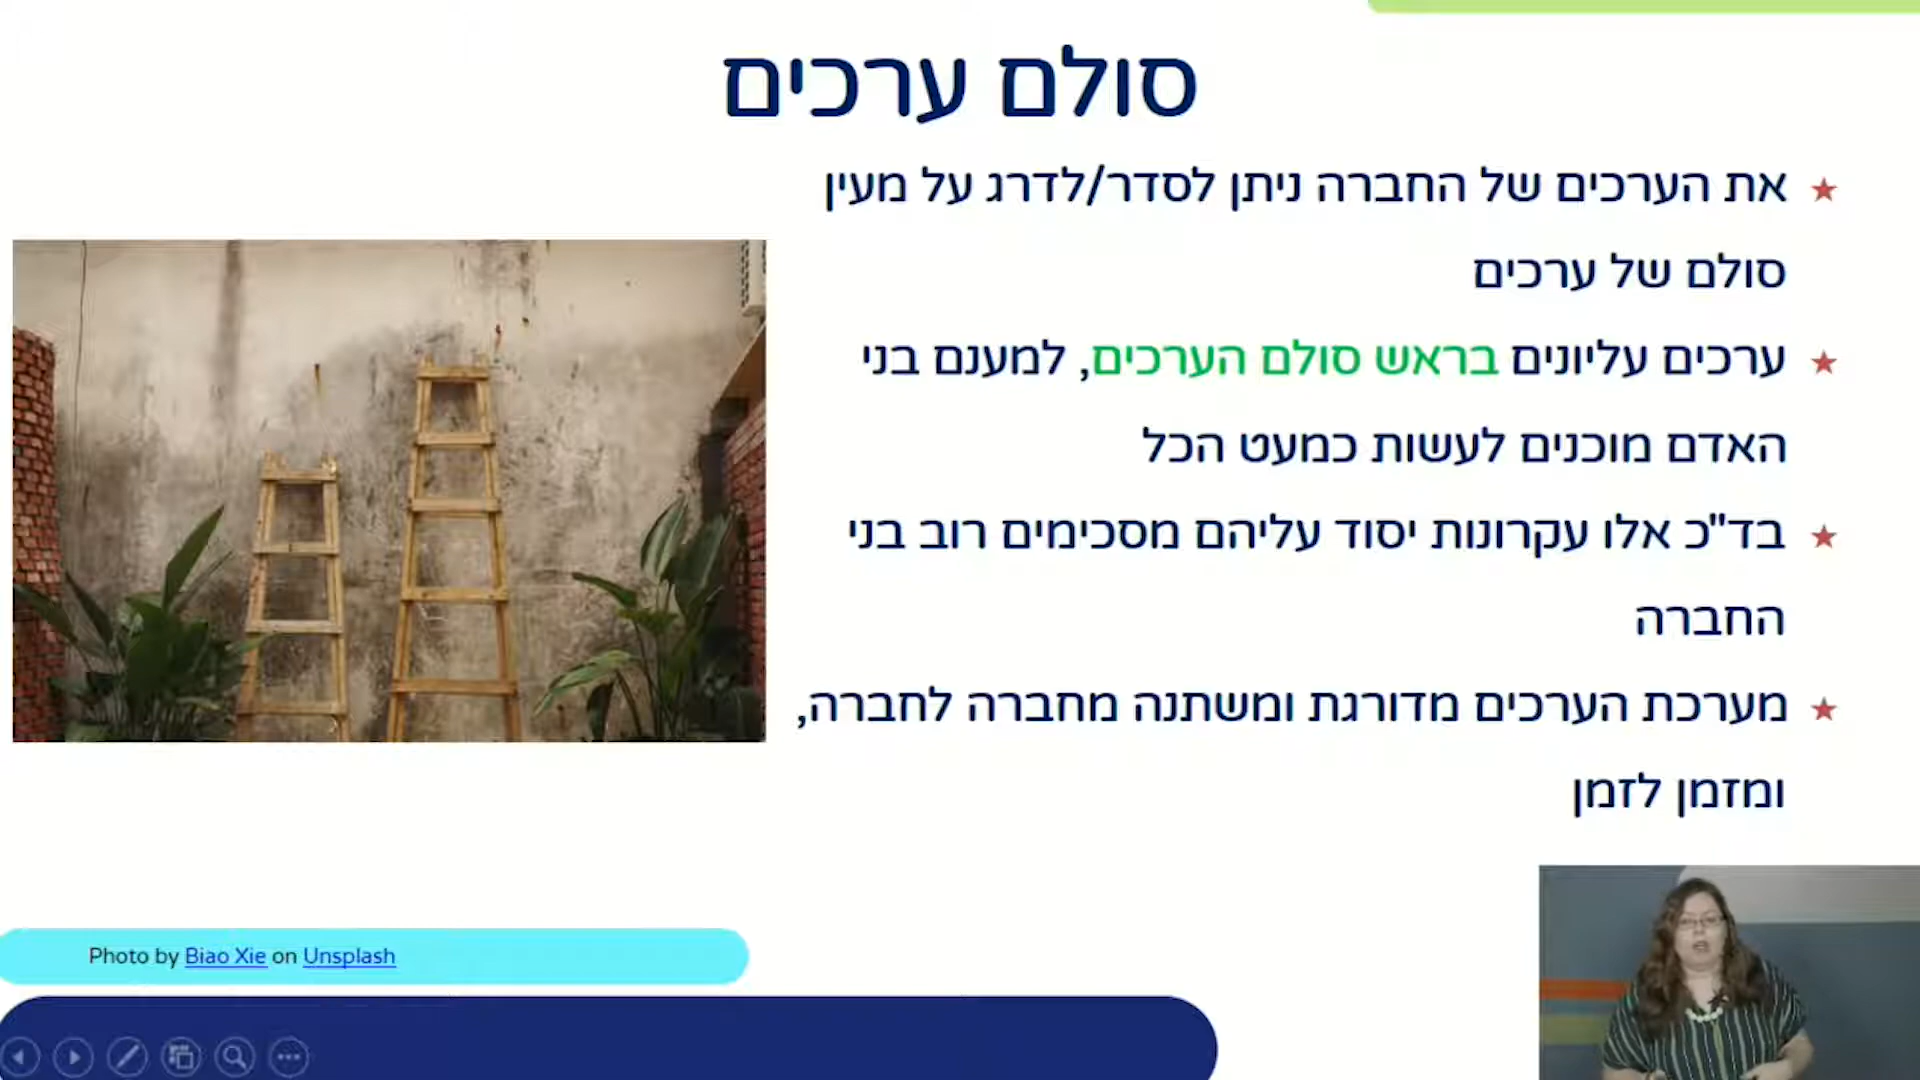 סולם ערכים
את הערכים של החברה ניתן לסדר/לדרג על מעין
סולם של ערכים
ערכים עליונים בראש סולם הערכים, למענם בני
האדם מוכנים לעשות כמעט הכל
בד"כ אלו עקרונות יסוד עליהם מסכימים רוב בני
החברה
מערכת הערכים מדורגת ומשתנה מחברה לחברה,
ומזמן לזמן
Photo by Biao Xie on Unsplash